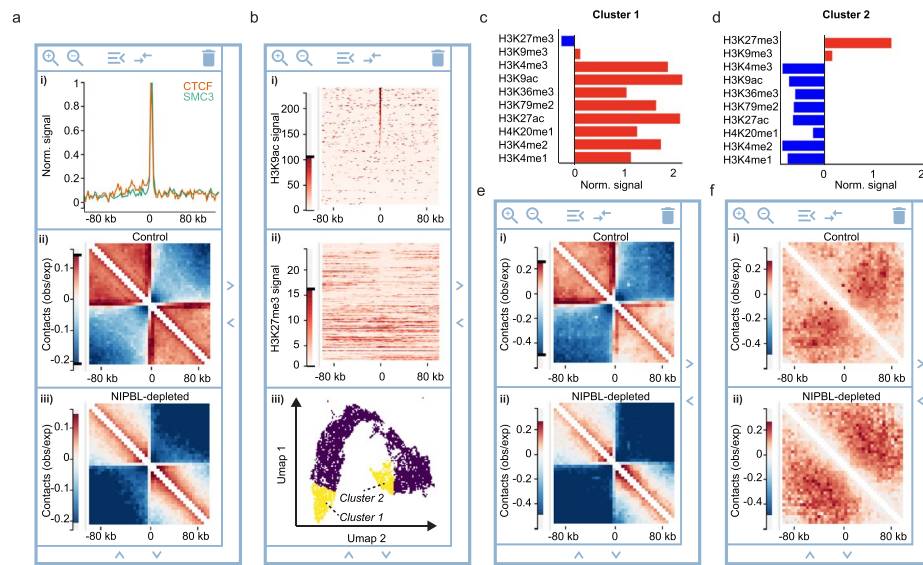 a
i)
CTCF
SMC3
Norm. signal
1
0.8
0.6
0.4
0.2
0
-80 kb
0
80 kb
ii)
Control
Contacts (obs/exp)
0.1
0
-0.1
-0.2
-80 kb
0
80 kb
iii)
NIPBL-depleted
Contacts (obs/exp)
0.1
0
-0.1
-0.2
-80 kb
0
80 kb
b
i)
H3K9ac signal
200
150
100
50
0
-80 kb
0
80 kb
ii)
H3K27me3 signal
25
20
15
10
5
0
-80 kb
0
80 kb
iii)
Umap 1
Cluster 2
Cluster 1
Umap 2
c
Cluster 1
H3K27me3
H3K9me3
H3K4me3
H3K9ac
H3K36me3
H3K79me2
H3K27ac
H4K20me1
H3K4me2
H3K4me1
0
1
2
Norm. signal
d
Cluster 2
H3K27me3
H3K9me3
H3K4me3
H3K9ac
H3K36me3
H3K79me2
H3K27ac
H4K20me1
H3K4me2
H3K4me1
0
1
2
Norm. signal
e
i)
Control
Contacts (obs/exp)
0.2
0
-0.2
-0.4
-80 kb
0
80 kb
ii)
NIPBL-depleted
Contacts (obs/exp)
0.2
0
-0.2
-0.4
-80 kb
0
80 kb
f
i)
Control
Contacts (obs/exp)
0.2
0
-0.4
-80 kb
0
80 kb
ii)
NIPBL-depleted
Contacts (obs/exp)
0.2
0
-0.2
-0.4
-80 kb
0
80 kb